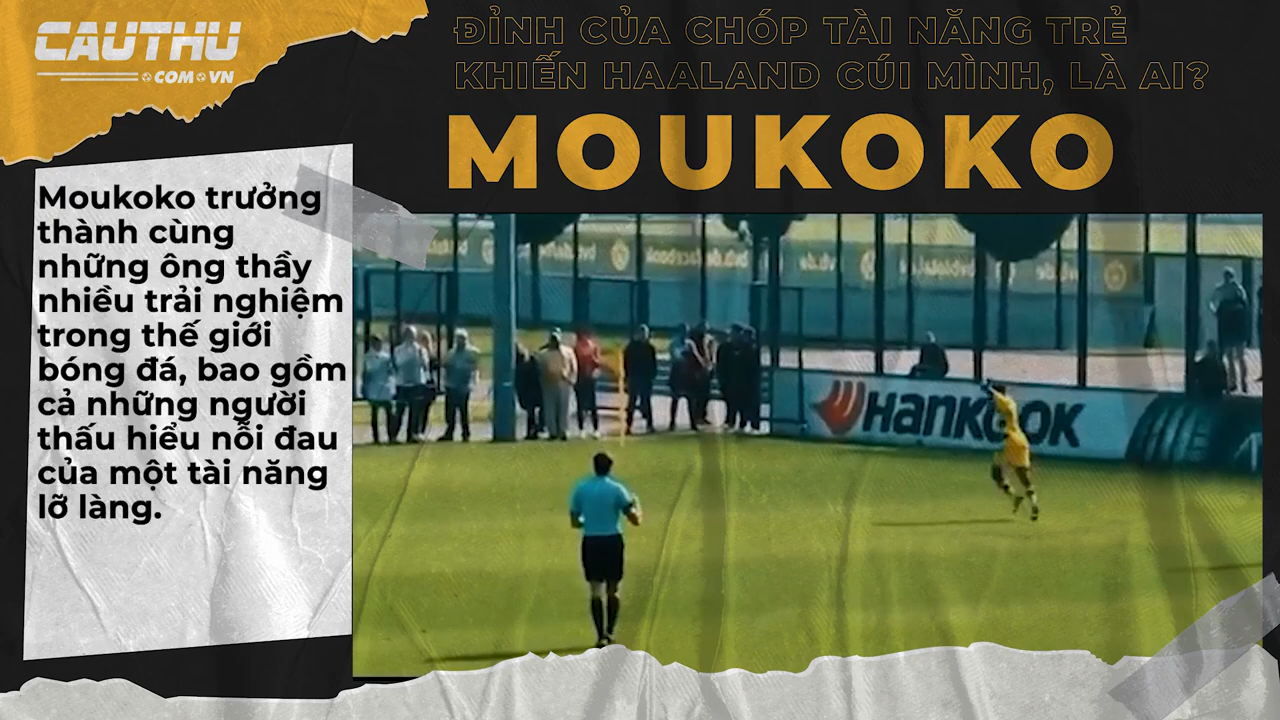 CAUTHU
COM.VN
ĐỈNH CỦA CHÓP TÀI NĂNG TRẺ
KHIẾN HAALAND CÚI MÌNH, LÀ AI?
MOUKOKO
Moukoko trưởng
thành cùng
những ông thầy
nhiều trải nghiệm
trong thế giới
bóng đá, bao gồm
cả những người
thấu hiểu nỗi đau
của một tài năng
lỡ làng.
HANKOOK